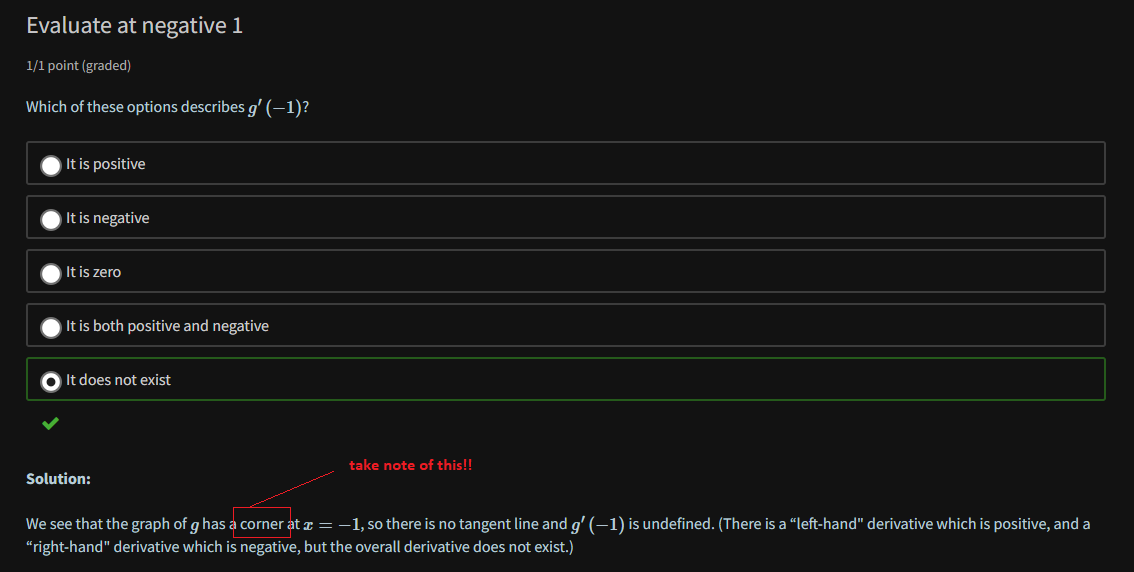 Evaluate at negative 1
1/1 point (graded)
Which of these options describes g′(−1)?
It is positive
It is negative
It is zero
It is both positive and negative
It does not exist
take note of this!!
Solution:
We see that the graph of g has a corner at x = −1, so there is no tangent line and g′(−1) is undefined. (There is a “left-hand" derivative which is positive, and a
“right-hand" derivative which is negative, but the overall derivative does not exist.)